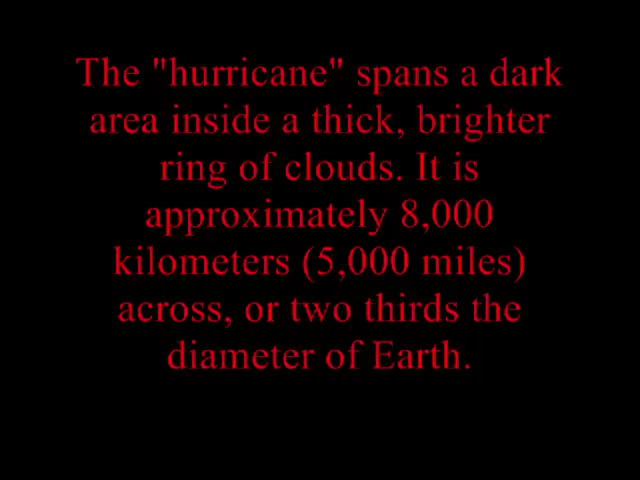 The "hurricane" spans a dark
area inside a thick, brighter
ring of clouds. It is
approximately 8,000
kilometers (5,000 miles)
across, or two thirds the
diameter of Earth.